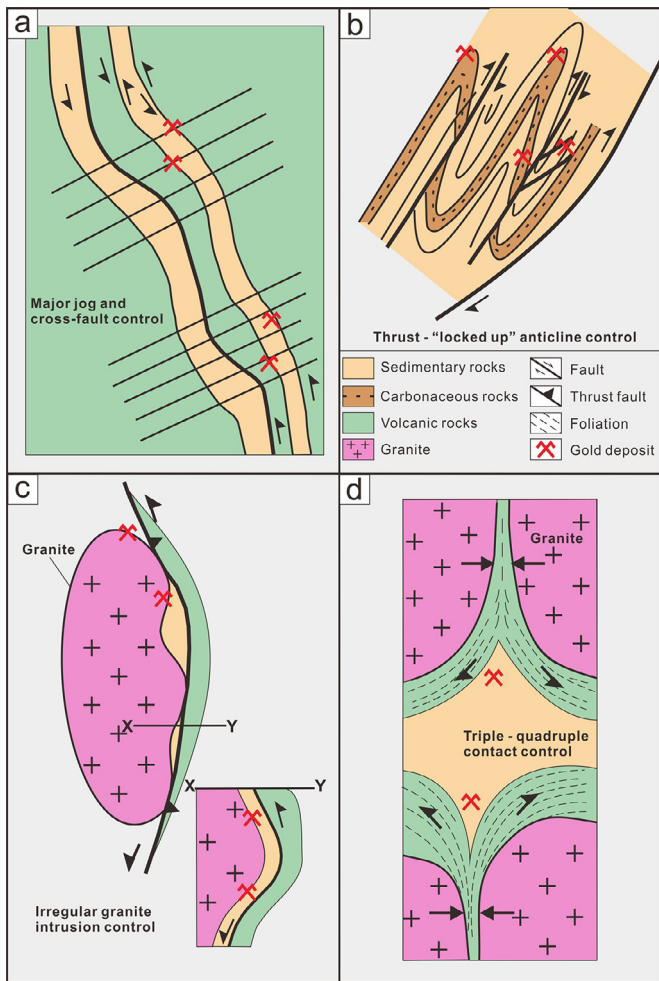 a
Major jog and
cross-fault control
b
Thrust - “locked up” anticline control
Sedimentary rocks
Carbonaceous rocks
Volcanic rocks
Granite
Fault
Thrust fault
Foliation
Gold deposit
c
Granite
X
Y
X
Y
Irregular granite
intrusion control
d
Granite
Triple - quadruple
contact control